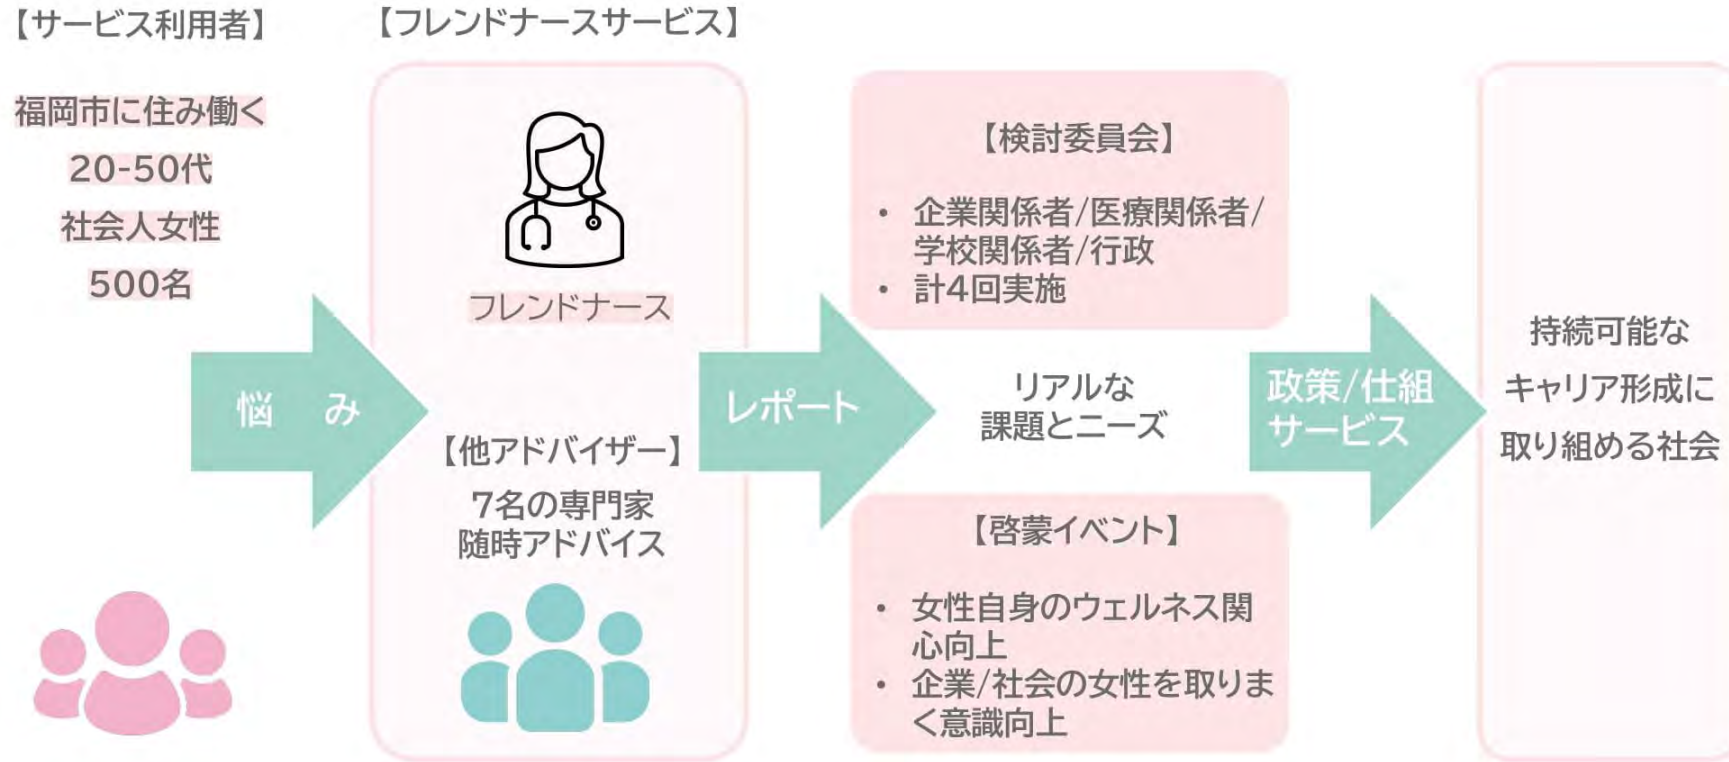 【サービス利用者】
福岡市に住み働く
20-50代
社会人女性
500名
悩 み
【フレンドナースサービス】
フレンドナース
【他アドバイザー】
7名の専門家
随時アドバイス
レポート
【検討委員会】
• 企業関係者/医療関係者/
学校関係者/行政
• 計4回実施
リアルな
課題とニーズ
【啓蒙イベント】
• 女性自身のウェルネス関
心向上
• 企業/社会の女性を取りま
く意識向上
政策/仕組
サービス
持続可能な
キャリア形成に
取り組める社会